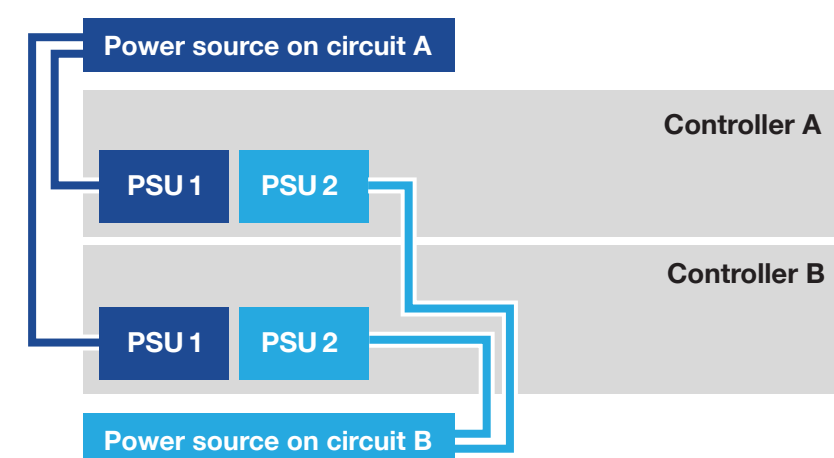 Power source on circuit A
Controller A
PSU 1
PSU 2
Controller B
PSU 1
PSU 2
Power source on circuit B